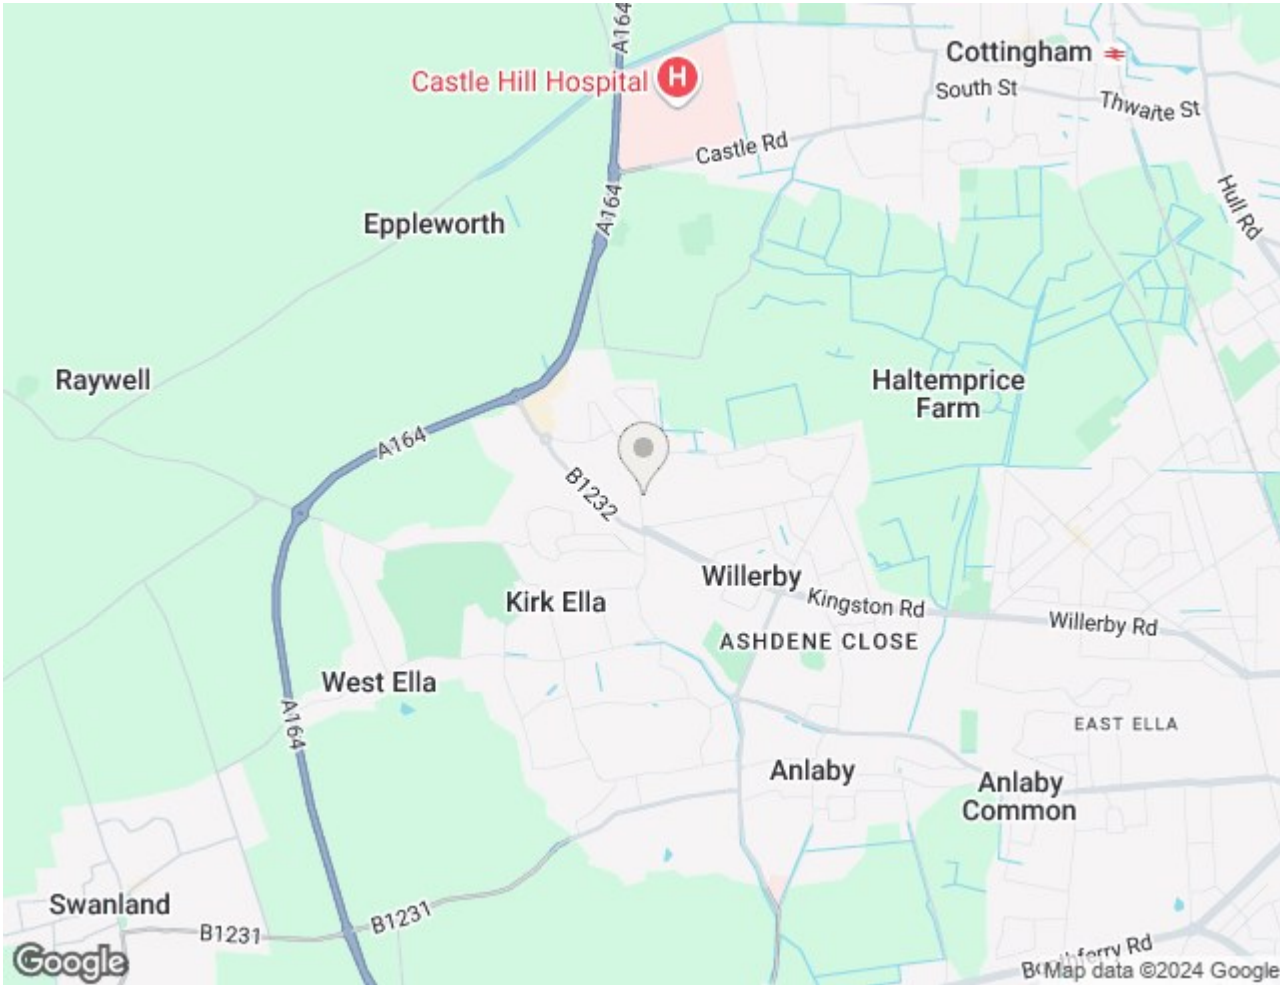 A164
Cottingham
Castle Hill Hospital
H
South St
Thwaite St
Castle Rd
A164
Hull Rd
Eppleworth
Raywell
Haltemprice
Farm
A164
B1232
Willerby
Kirk Ella
Kingston Rd
Willerby Rd
ASHDENE CLOSE
West Ella
A164
EAST ELLA
Anlaby
Anlaby
Common
Swanland
B1231
B1231
Boothferry Rd
Google
Map data ©2024 Google